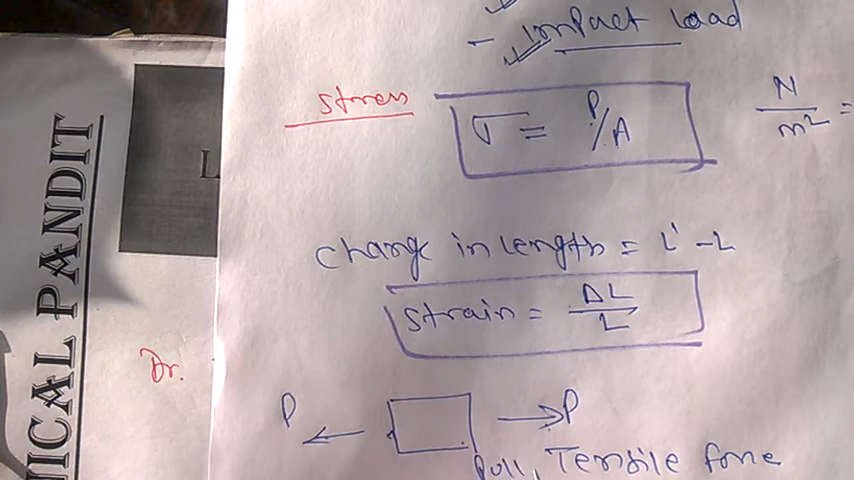 - Impact Load
Stress σ = P/A N/m² =
Change in length = L' - L
Strain = ΔL/L
P P
Pull, Tensile force
Dr.
ICAL PANDIT
L